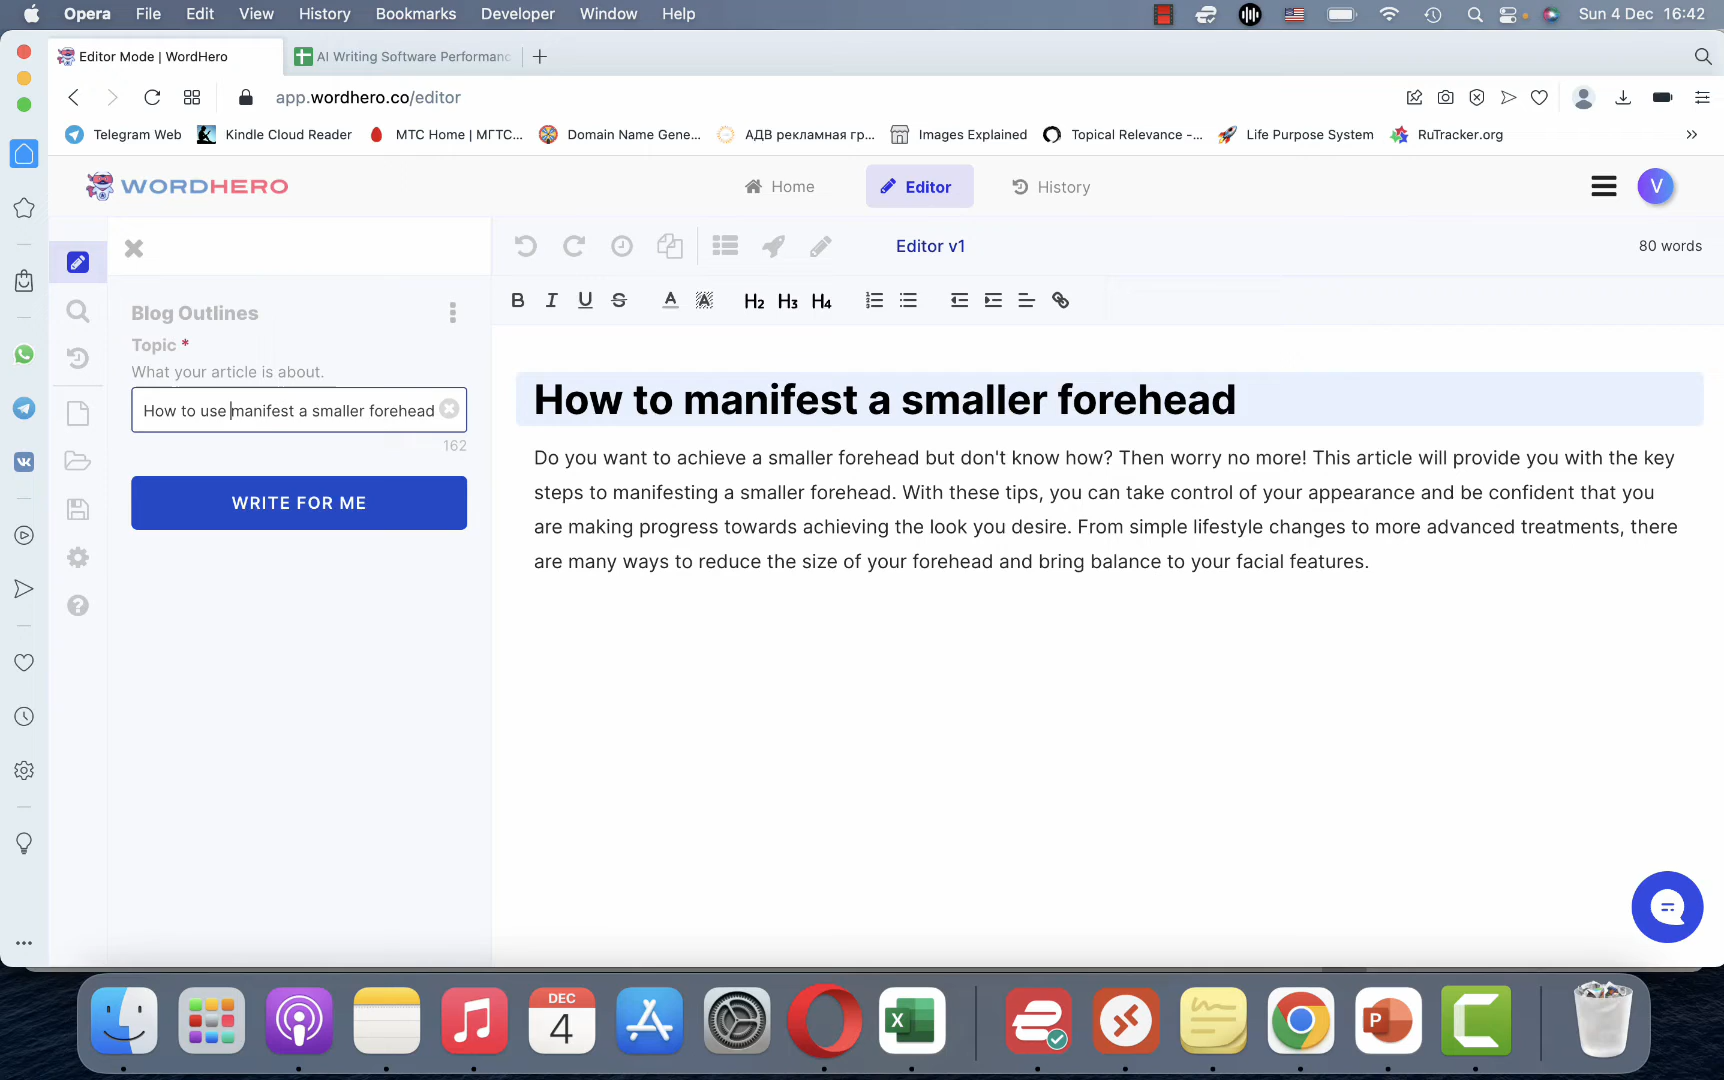 Opera File Edit View History Bookmarks Developer Window Help Sun 4 Dec 16:42
Editor Mode | WordHero AI Writing Software Performanc
app.wordhero.co/editor
Telegram Web Kindle Cloud Reader МТС Home | МГТС... Domain Name Gene... АДВ рекламная гр... Images Explained Topical Relevance -... Life Purpose System RuTracker.org
WORDHERO Home Editor History V
Editor v1 80 words
B I U S A A H2 H3 H4
Blog Outlines
Topic *
What your article is about.
How to use manifest a smaller forehead
162
WRITE FOR ME
How to manifest a smaller forehead
Do you want to achieve a smaller forehead but don't know how? Then worry no more! This article will provide you with the key
steps to manifesting a smaller forehead. With these tips, you can take control of your appearance and be confident that you
are making progress towards achieving the look you desire. From simple lifestyle changes to more advanced treatments, there
are many ways to reduce the size of your forehead and bring balance to your facial features.
DEC
4
X
P